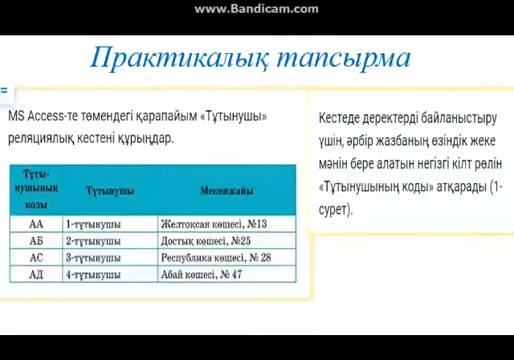 www.Bandicam.com
Практикалық тапсырма
=
MS Access-те төмендегі қарапайым «Тұтынушы»
реляциялық кестені құрыңдар.
Тұты-
нушының
коды
Тұтынушы
Мекенжайы
АА 1-тұтынушы Желтоқсан көшесі, №13
АБ 2-тұтынушы Достық көшесі, №25
АС 3-тұтынушы Республика көшесі, № 28
АД 4-тұтынушы Абай көшесі, № 47
Кестеде деректерді байланыстыру
үшін, әрбір жазбаның өзіндік жеке
мәнін бере алатын негізгі кілт рөлін
«Тұтынушының коды» атқарады (1-
сурет).